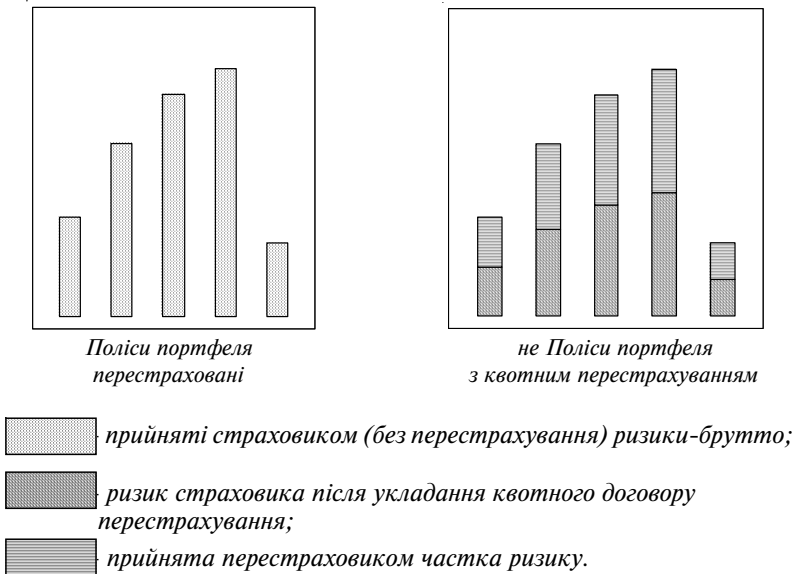 Поліси портфеля
перестраховані
не Поліси портфеля
з квотним перестрахуванням
- прийняті страховиком (без перестрахування) ризики-брутто;
- ризик страховика після укладання квотного договору
перестрахування;
- прийнята перестраховиком частка ризику.